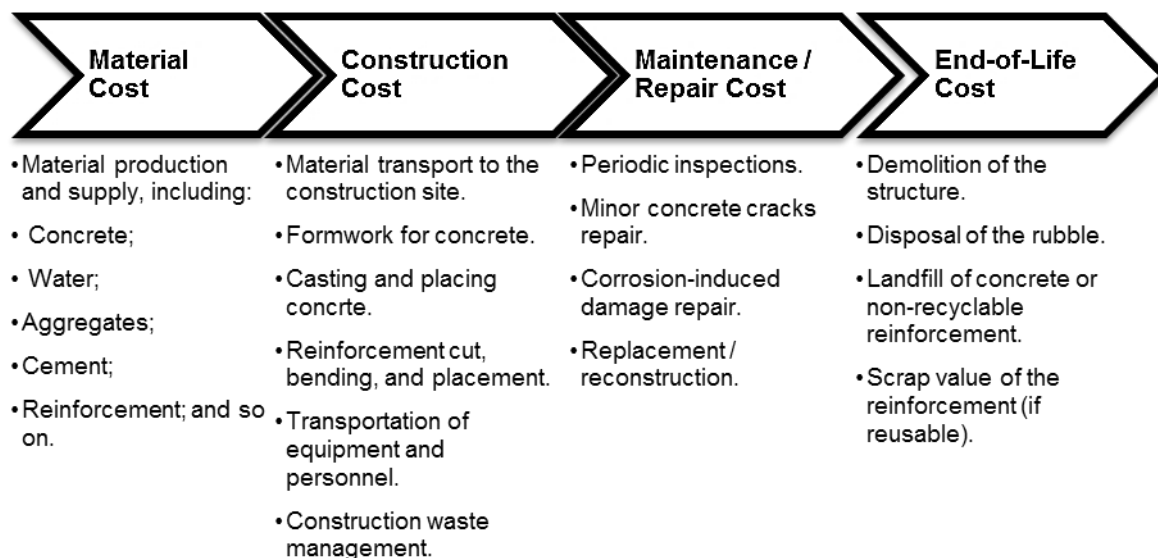 Material
Cost
•Material production
and supply, including:
• Concrete;
• Water;
•Aggregates;
•Cement;
•Reinforcement; and so
on.
Construction
Cost
•Material transport to the
construction site.
•Formwork for concrete.
•Casting and placing
concrte.
•Reinforcement cut,
bending, and placement.
•Transportation of
equipment and
personnel.
•Construction waste
management.
Maintenance /
Repair Cost
•Periodic inspections.
•Minor concrete cracks
repair.
•Corrosion-induced
damage repair.
•Replacement /
reconstruction.
End-of-Life
Cost
•Demolition of the
structure.
•Disposal of the rubble.
•Landfill of concrete or
non-recyclable
reinforcement.
•Scrap value of the
reinforcement (if
reusable).